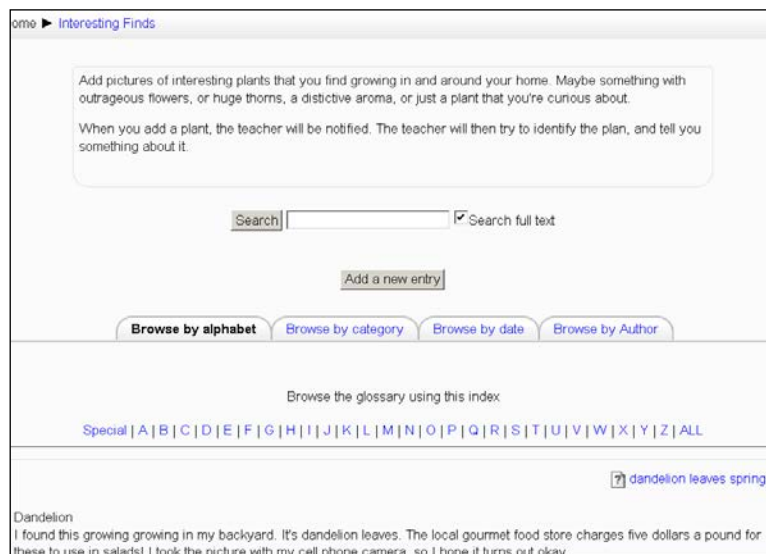 ome ► Interesting Finds
Add pictures of interesting plants that you find growing in and around your home. Maybe something with
outrageous flowers, or huge thorns, a distictive aroma, or just a plant that you're curious about.
When you add a plant, the teacher will be notified. The teacher will then try to identify the plan, and tell you
something about it.
Search Search full text
Add a new entry
Browse by alphabet Browse by category Browse by date Browse by Author
Browse the glossary using this index
Special | A | B | C | D | E | F | G | H | I | J | K | L | M | N | O | P | Q | R | S | T | U | V | W | X | Y | Z | ALL
dandelion leaves spring
Dandelion
I found this growing growing in my backyard. It's dandelion leaves. The local gourmet food store charges five dollars a pound for
these to use in salads! I took the picture with my cell phone camera, so I hope it turns out okay.